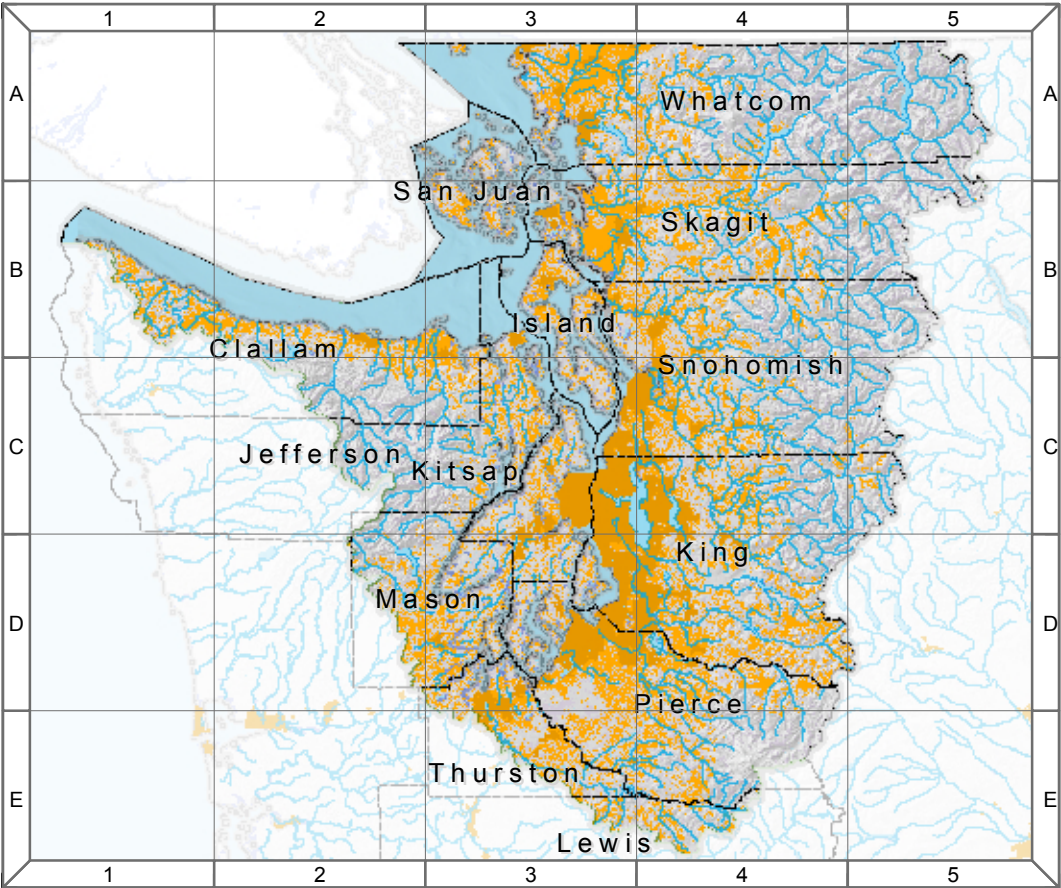 1 2 3 4 5
A Whatcom A
San Juan
Skagit
B B
Island
Clallam
Snohomish
C Jefferson C
Kitsap
King
Mason
D D
Pierce
Thurston
E E
Lewis
1 2 3 4 5